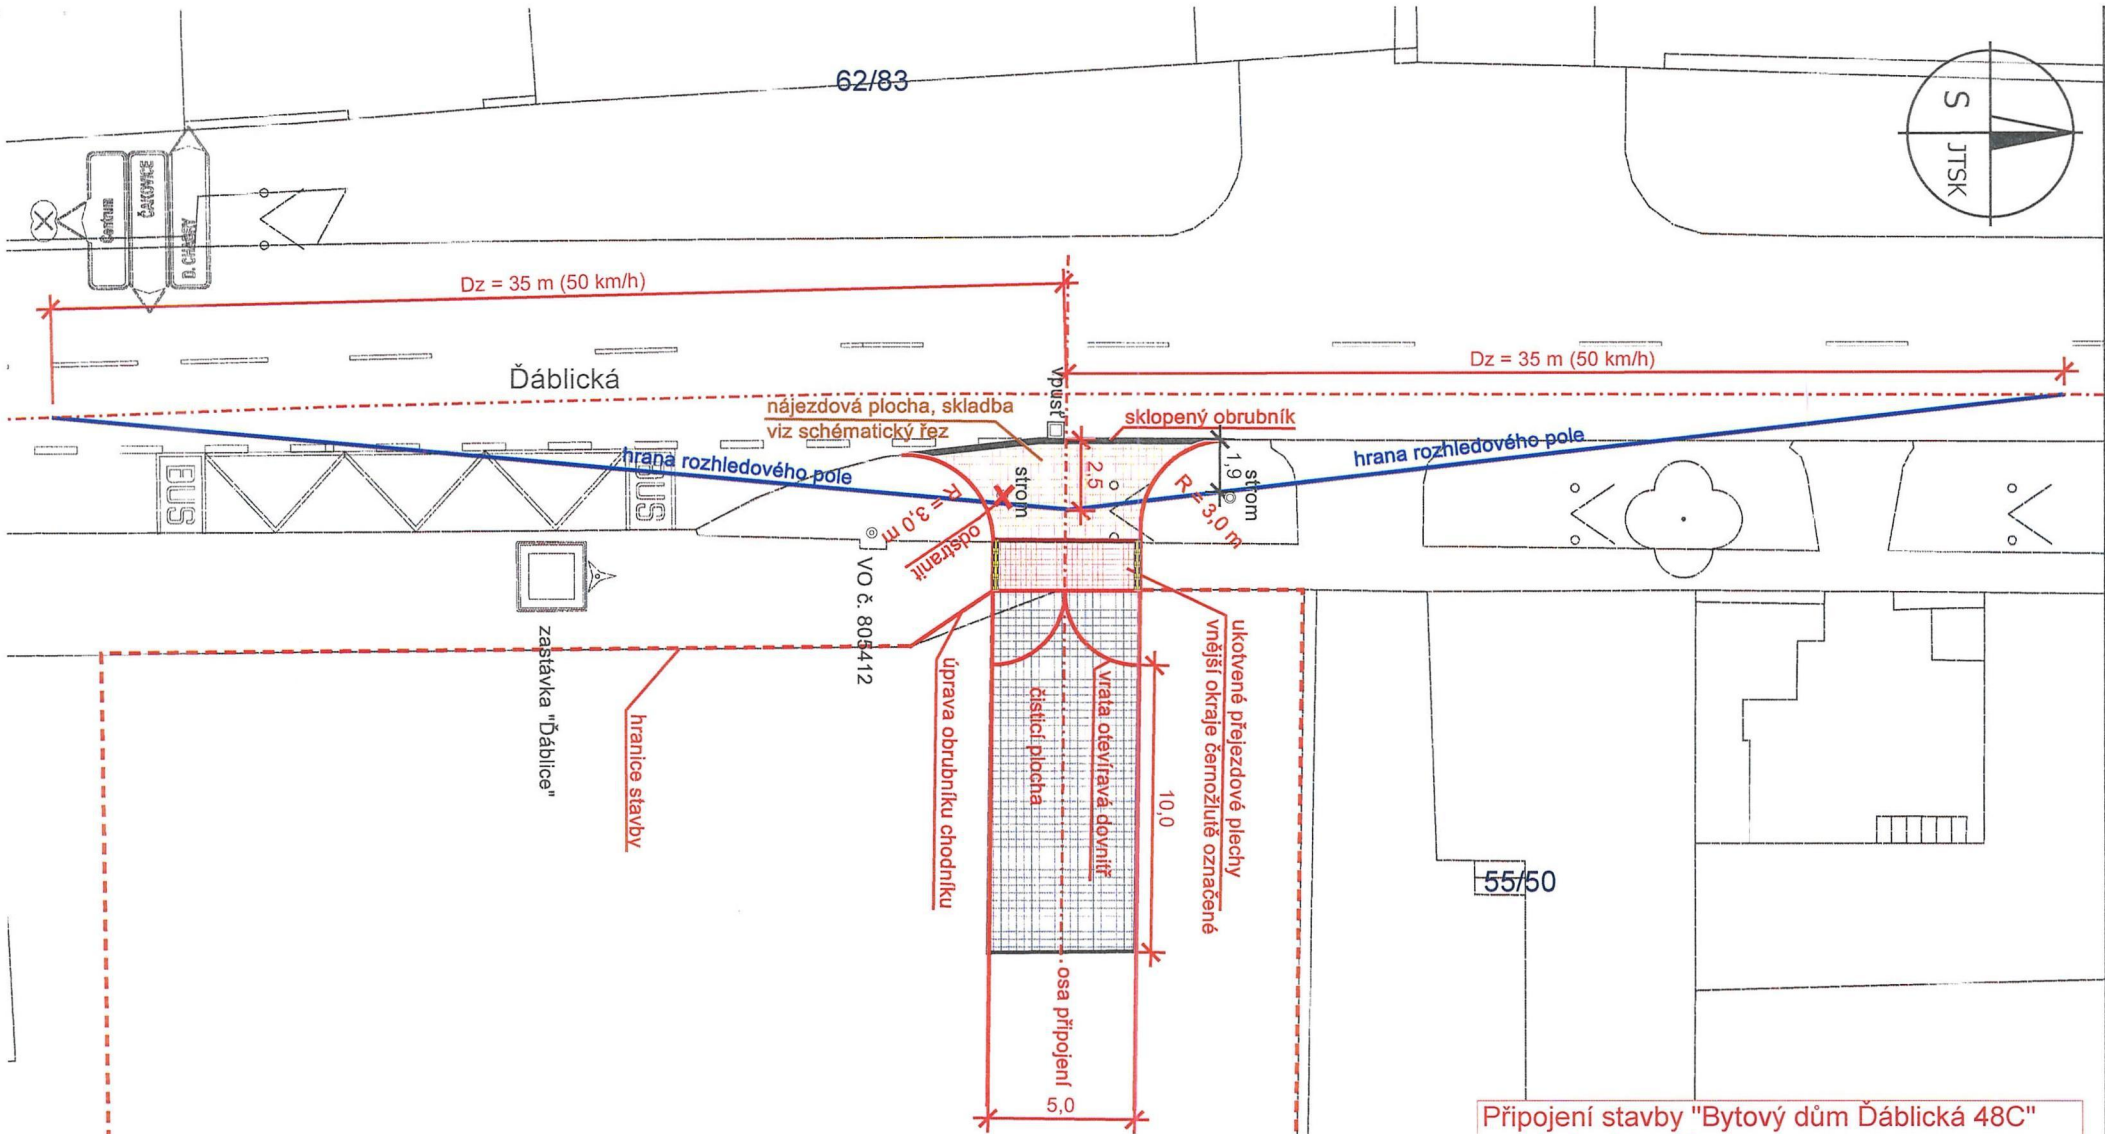 62/83
S JTSK
Centrum
ČAKOVICE
D. CHABRY
Dz = 35 m (50 km/h)
Dz = 35 m (50 km/h)
Ďáblická
vpusť
nájezdová plocha, skladba
viz schématický řez
sklopený obrubník
hrana rozhledového pole
hrana rozhledového pole
BUS
BUS
strom
2,5
1,9
strom
R = 3,0 m
R = 3,0 m
odstranit
VO č. 805412
zastávka "Ďáblice"
hranice stavby
úprava obrubníku chodníku
čisticí plocha
vrata otevíravá dovnitř
10,0
ukotvené přejezdové plechy
vnější okraje černožlutě označené
55/50
osa připojení
5,0
Připojení stavby "Bytový dům Ďáblická 48C"